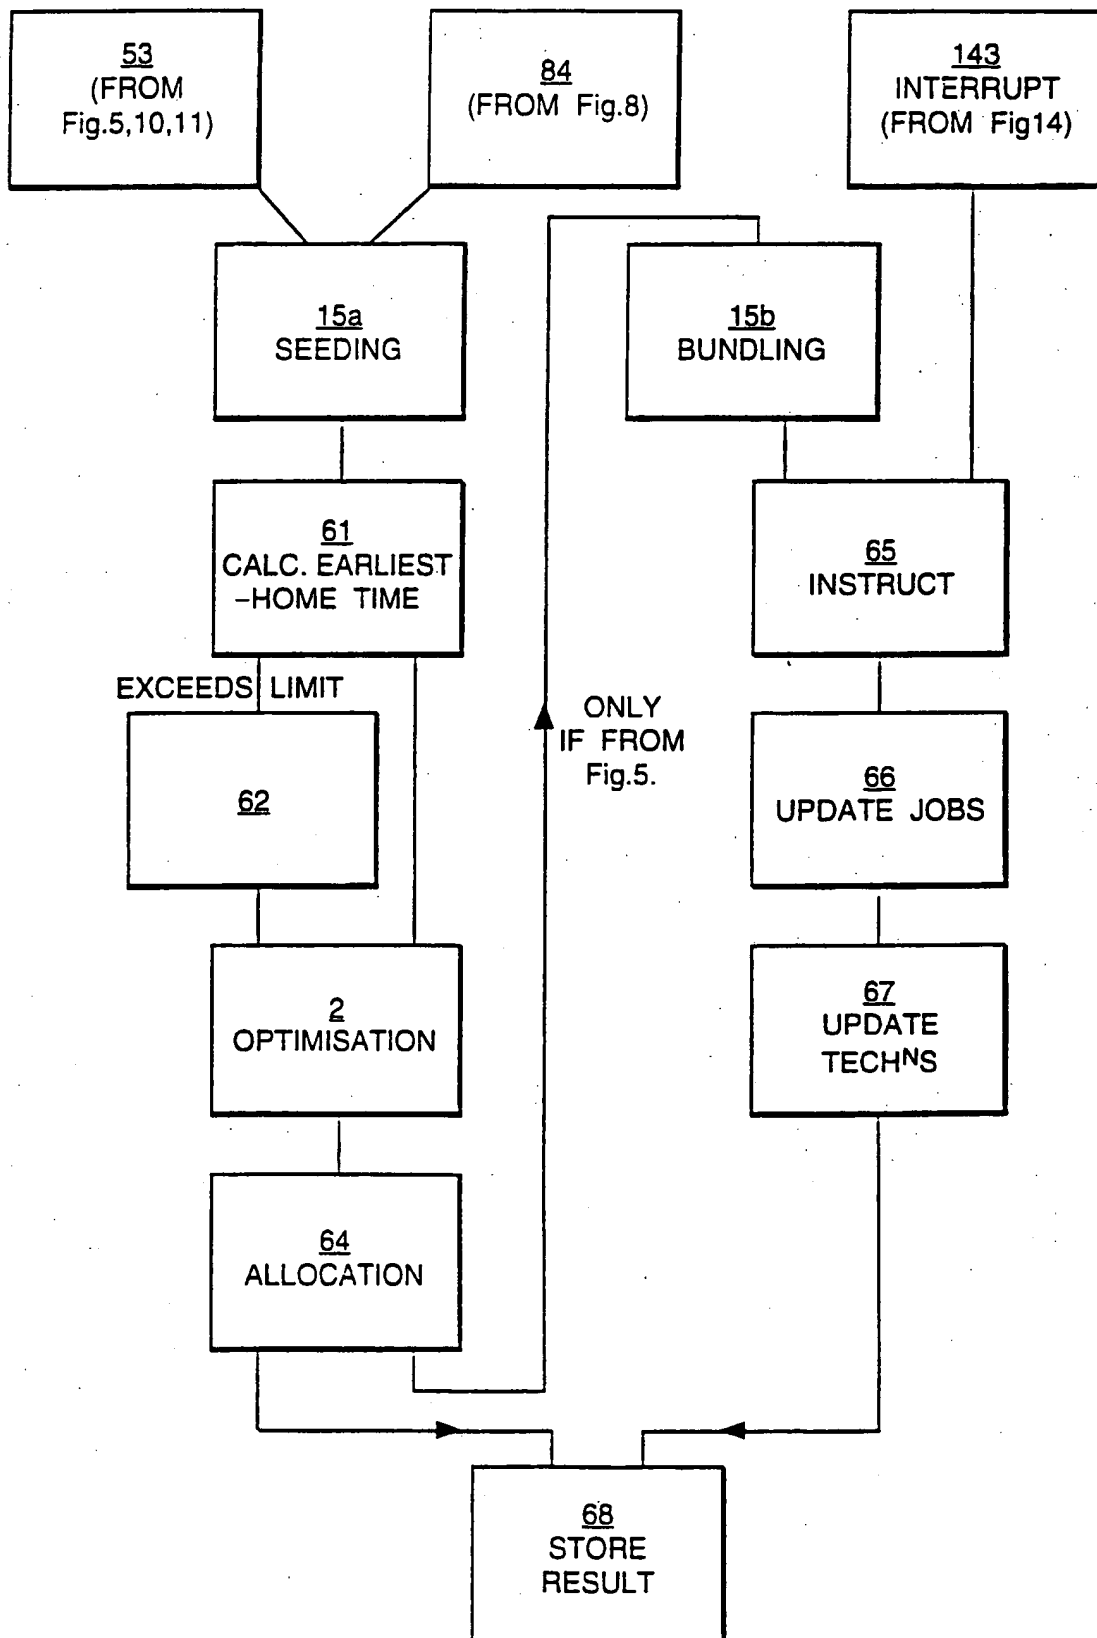 53
(FROM
Fig.5,10,11)
84
(FROM Fig.8)
143
INTERRUPT
(FROM Fig14)
15a
SEEDING
15b
BUNDLING
61
CALC. EARLIEST
-HOME TIME
65
INSTRUCT
EXCEEDS LIMIT
62
ONLY
IF FROM
Fig.5.
66
UPDATE JOBS
2
OPTIMISATION
67
UPDATE
TECHᴺS
64
ALLOCATION
68
STORE
RESULT